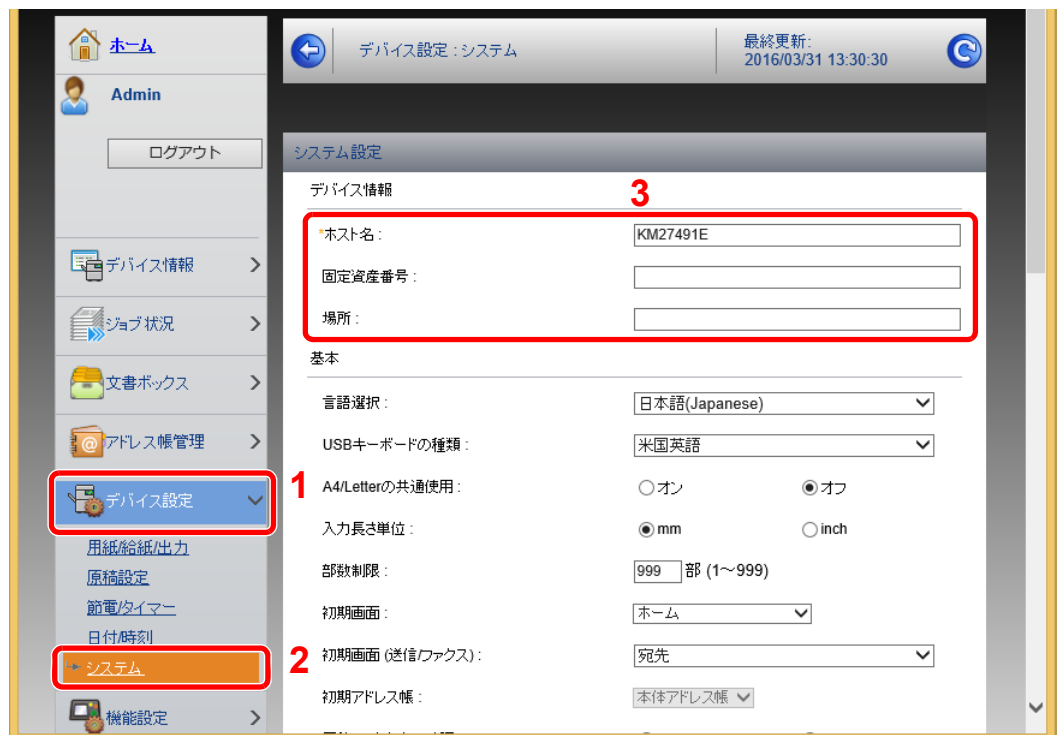 ホーム
Admin
ログアウト
デバイス情報
ジョブ状況
文書ボックス
アドレス帳管理
デバイス設定
1
用紙/給紙/出力
原稿設定
節電/タイマー
日付/時刻
システム
2
機能設定
デバイス設定 : システム
最終更新:
2016/03/31 13:30:30
システム設定
デバイス情報
3
*ホスト名 : KM27491E
固定資産番号 :
場所 :
基本
言語選択 : 日本語(Japanese)
USBキーボードの種類 : 米国英語
A4/Letterの共通使用 : オン オフ
入力長さ単位 : mm inch
部数制限 : 999 部 (1～999)
初期画面 : ホーム
初期画面 (送信/ファクス) : 宛先
初期アドレス帳 : 本体アドレス帳